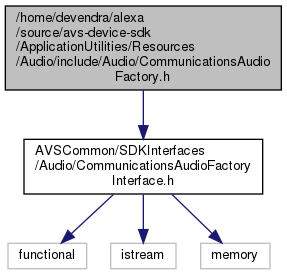 /home/devendra/alexa
/source/avs-device-sdk
/ApplicationUtilities/Resources
/Audio/include/Audio/CommunicationsAudio
Factory.h
AVSCommon/SDKInterfaces
/Audio/CommunicationsAudioFactory
Interface.h
functional
istream
memory